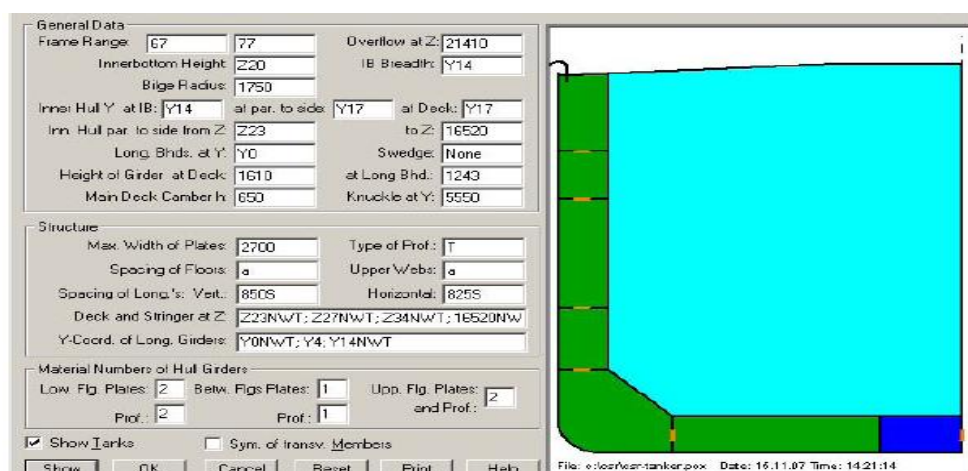 General Data
Frame Range: 67 77 Overflow at Z: 21410
Innerbottom Height: Z20 IB Breadth: Y14
Bilge Radius: 1750
Inner Hull Y at IB: Y14 at par. to side: Y17 at Deck: Y17
Inn. Hull par. to side from Z: Z23 to Z: 16520
Long. Bhds. at Y: Y0 Swedge: None
Height of Girder at Deck: 1610 at Long Bhd.: 1243
Main Deck Camber h: 650 Knuckle at Y: 5550
Structure
Max. Width of Plates: 2700 Type of Prof.: T
Spacing of Floors: a Upper Webs: a
Spacing of Long.'s: Vert.: 850S Horizontal: 825S
Deck and Stringer at Z: Z23NWT; Z27NWT; Z34NWT; 16520NW
Y-Coord. of Long. Girders: Y0NWT; Y4; Y14NWT
Material Numbers of Hull Girders
Low. Flg. Plates: 2 Betw. Flgs Plates: 1 Upp. Flg. Plates: 2
Prof.: 2 Prof.: 1 and Prof.:
Show Tanks Sym. of transv. Members
Show OK Cancel Reset Print Help
Date: 16.11.07 Time: 14:21:14